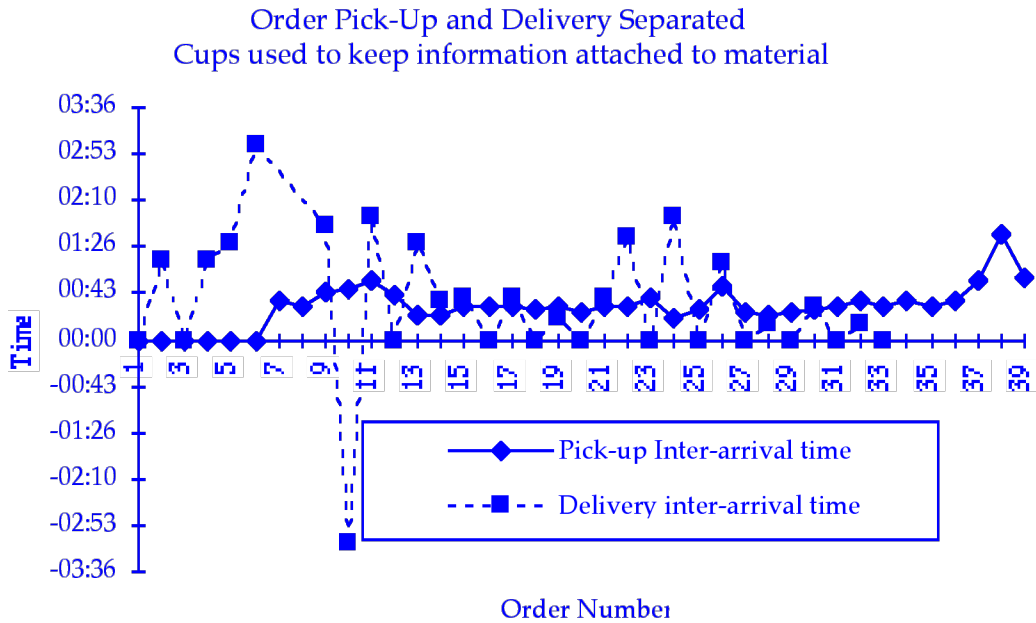 Order Pick-Up and Delivery Separated
Cups used to keep information attached to material
03:36
02:53
02:10
01:26
00:43
00:00
-00:43
-01:26
-02:10
-02:53
-03:36
Time
1 3 5 7 9 11 13 15 17 19 21 23 25 27 29 31 33 35 37 39
Pick-up Inter-arrival time
Delivery inter-arrival time
Order Number